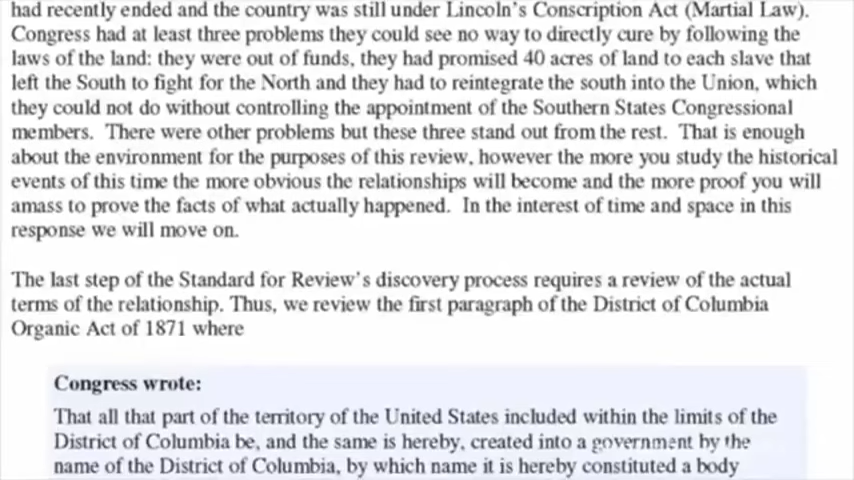 had recently ended and the country was still under Lincoln's Conscription Act (Martial Law).
Congress had at least three problems they could see no way to directly cure by following the
laws of the land: they were out of funds, they had promised 40 acres of land to each slave that
left the South to fight for the North and they had to reintegrate the south into the Union, which
they could not do without controlling the appointment of the Southern States Congressional
members.  There were other problems but these three stand out from the rest.  That is enough
about the environment for the purposes of this review, however the more you study the historical
events of this time the more obvious the relationships will become and the more proof you will
amass to prove the facts of what actually happened.  In the interest of time and space in this
response we will move on.
The last step of the Standard for Review's discovery process requires a review of the actual
terms of the relationship. Thus, we review the first paragraph of the District of Columbia
Organic Act of 1871 where
Congress wrote:
That all that part of the territory of the United States included within the limits of the
District of Columbia be, and the same is hereby, created into a government by the
name of the District of Columbia, by which name it is hereby constituted a body